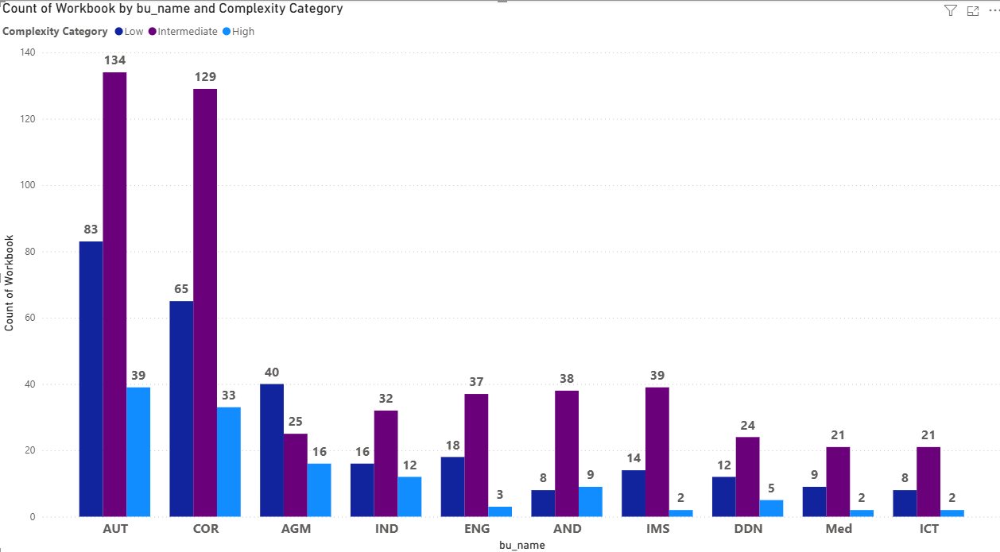 Count of Workbook by bu_name and Complexity Category
Complexity Category Low Intermediate High
140
120
100
80
60
40
20
0
Count of Workbook
83 134 39
65 129 33
40 25 16
16 32 12
18 37 3
8 38 9
14 39 2
12 24 5
9 21 2
8 21 2
AUT COR AGM IND ENG AND IMS DDN Med ICT
bu_name